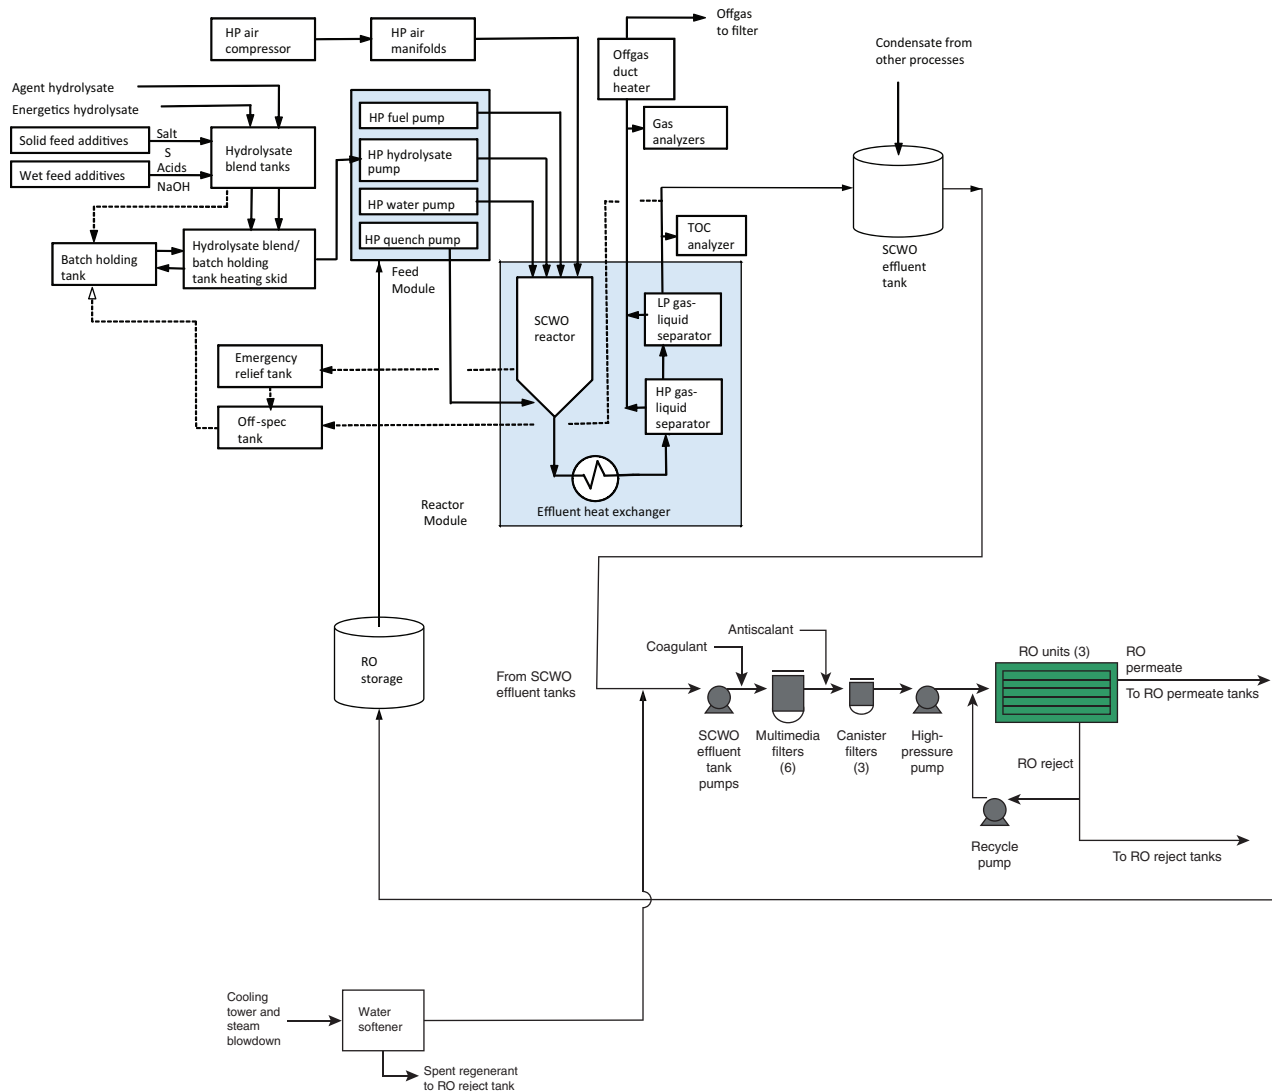 HP air
compressor
HP air
manifolds
Offgas
to filter
Offgas
duct
heater
Condensate from
other processes
Agent hydrolysate
Energetics hydrolysate
Solid feed additives
Salt
S
Wet feed additives
Acids
NaOH
Hydrolysate
blend tanks
HP fuel pump
HP hydrolysate
pump
HP water pump
HP quench pump
Feed
Module
Gas
analyzers
TOC
analyzer
SCWO
effluent
tank
Batch holding
tank
Hydrolysate blend/
batch holding
tank heating skid
SCWO
reactor
LP gas-
liquid
separator
HP gas-
liquid
separator
Emergency
relief tank
Off-spec
tank
Effluent heat exchanger
Reactor
Module
RO
storage
From SCWO
effluent tanks
Coagulant
Antiscalant
RO units (3)
RO
permeate
To RO permeate tanks
SCWO
effluent
tank
pumps
Multimedia
filters
(6)
Canister
filters
(3)
High-
pressure
pump
RO reject
Recycle
pump
To RO reject tanks
Cooling
tower and
steam
blowdown
Water
softener
Spent regenerant
to RO reject tank